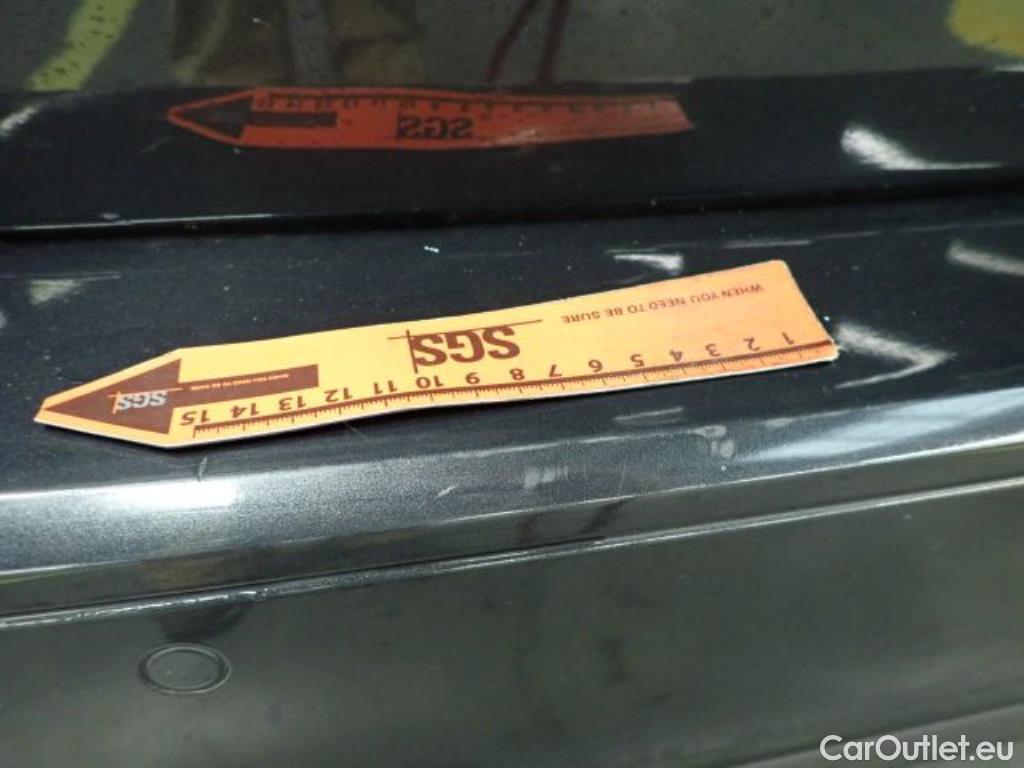 WHEN YOU NEED TO BE SURE
SGS
1 2 3 4 5 6 7 8 9 10 11 12 13 14 15
SGS
SGS
CarOutlet.eu